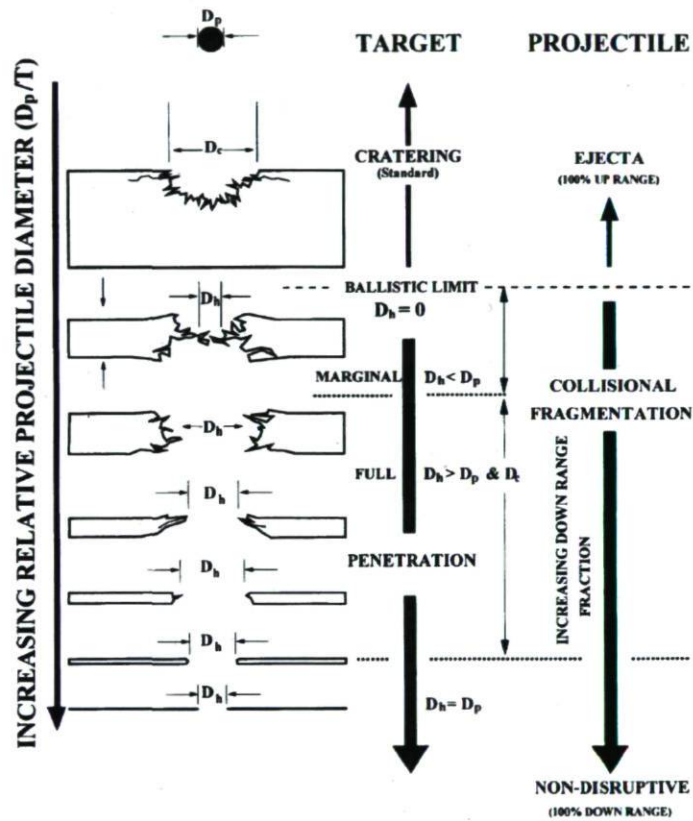 INCREASING RELATIVE PROJECTILE DIAMETER (Dp/T)
Dp
TARGET
PROJECTILE
Dc
CRATERING
(Standard)
EJECTA
(100% UP RANGE)
Dh
BALLISTIC LIMIT
Dh = 0
MARGINAL
Dh < Dp
COLLISIONAL
FRAGMENTATION
Dh
FULL
Dh > Dp & Dc
Dh
PENETRATION
INCREASING DOWN RANGE
FRACTION
Dh
Dh
Dh
Dh = Dp
NON-DISRUPTIVE
(100% DOWN RANGE)